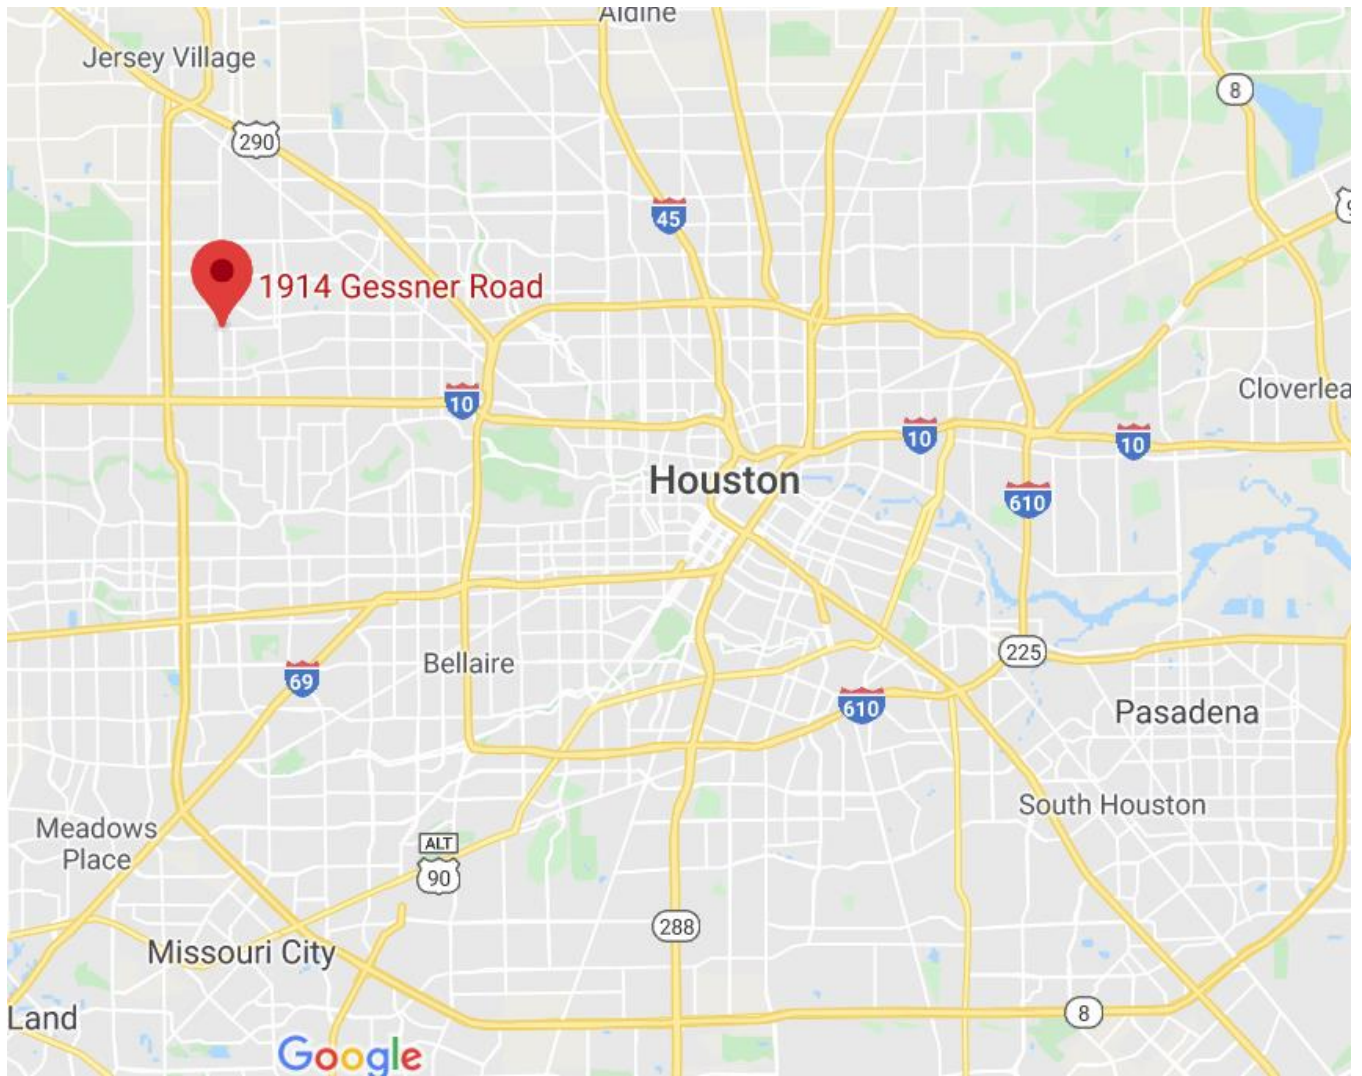 Aldine
Jersey Village
8
290
45
1914 Gessner Road
10
Cloverlea
10
10
Houston
610
225
Bellaire
69
610
Pasadena
South Houston
Meadows
Place
ALT
90
288
Missouri City
8
Land
Google